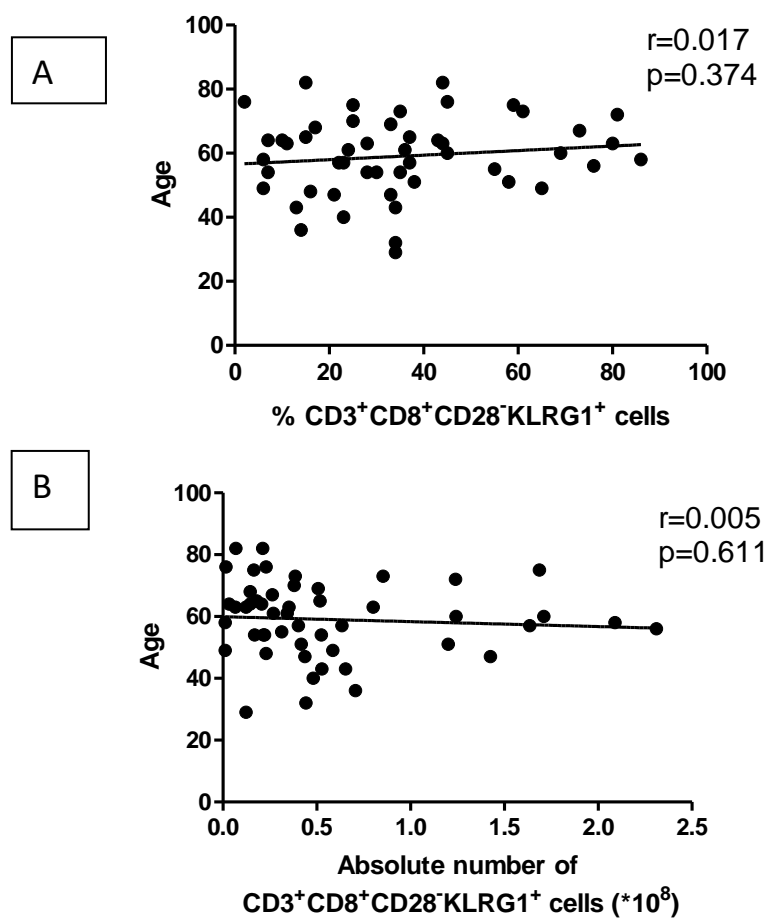 A
r=0.017
p=0.374
100
80
60
40
20
0
Age
0 20 40 60 80 100
% CD3⁺CD8⁺CD28⁻KLRG1⁺ cells
B
r=0.005
p=0.611
100
80
60
40
20
0
Age
0.0 0.5 1.0 1.5 2.0 2.5
Absolute number of
CD3⁺CD8⁺CD28⁻KLRG1⁺ cells (*10⁸)